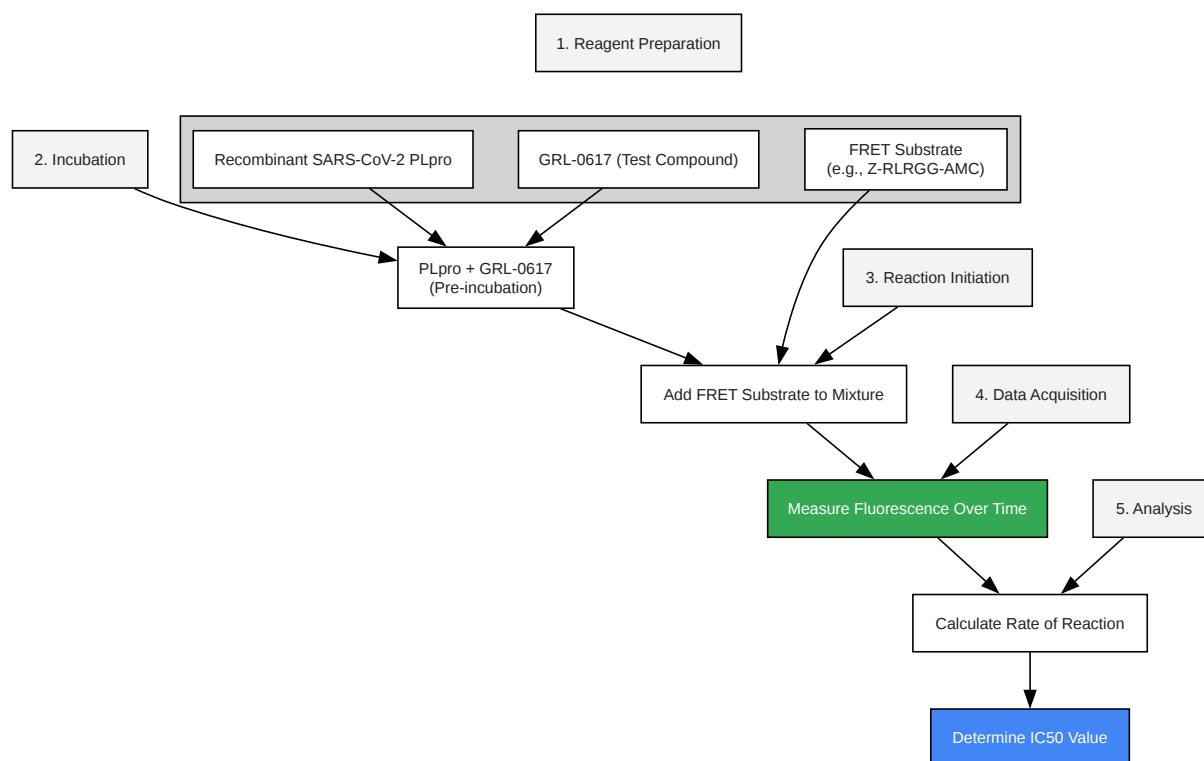 1. Reagent Preparation
2. Incubation
Recombinant SARS-CoV-2 PLpro
GRL-0617 (Test Compound)
FRET Substrate
(e.g., Z-RLRGG-AMC)
PLpro + GRL-0617
(Pre-incubation)
3. Reaction Initiation
Add FRET Substrate to Mixture
4. Data Acquisition
Measure Fluorescence Over Time
5. Analysis
Calculate Rate of Reaction
Determine IC50 Value